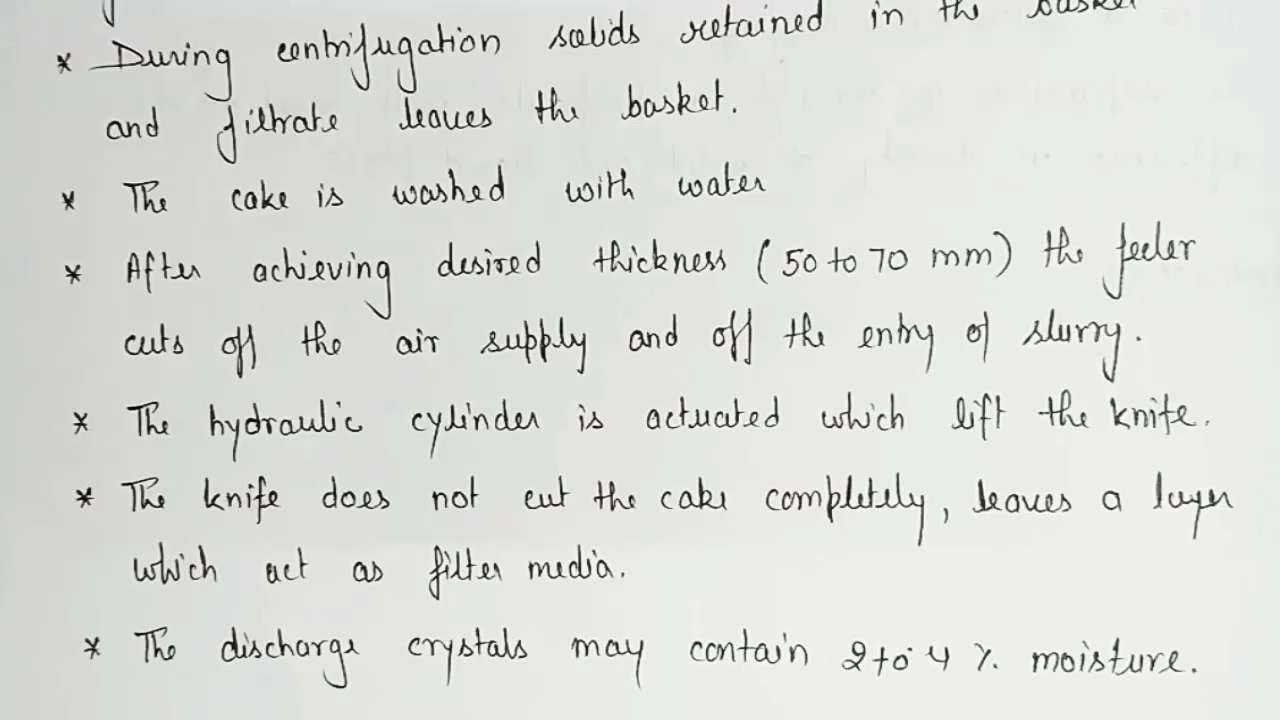 * During centrifugation solids retained in the basket
and filtrate leaves the basket.
* The cake is washed with water
* After achieving desired thickness (50 to 70 mm) the feeler
cuts off the air supply and off the entry of slurry.
* The hydraulic cylinder is actuated which lift the knife.
* The knife does not cut the cake completely, leaves a layer
which act as filter media.
* The discharge crystals may contain 2 to 4 % moisture.